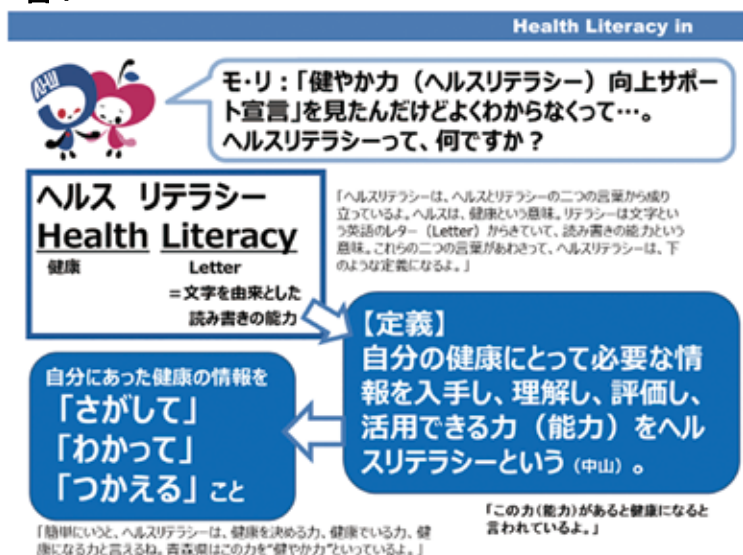 Health Literacy in
モ・リ：「健やか力（ヘルスリテラシー）向上サポー
ト宣言」を見たんだけどよくわからなくって…。
ヘルスリテラシーって、何ですか？
ヘルス リテラシー
Health Literacy
健康 Letter
＝文字を由来とした
読み書きの能力
「ヘルスリテラシーは、ヘルスとリテラシーの二つの言葉から成り
立っているよ。ヘルスは、健康という意味。リテラシーは文字とい
う英語のレター（Letter）からきていて、読み書きの能力という
意味。これらの二つの言葉があわさって、ヘルスリテラシーは、下
のような定義になるよ。」
【定義】
自分の健康にとって必要な情
報を入手し、理解し、評価し、
活用できる力（能力）をヘル
スリテラシーという（中山）。
自分にあった健康の情報を
「さがして」
「わかって」
「つかえる」こと
「この力(能力)があると健康になると
言われているよ。」
「簡単にいうと、ヘルスリテラシーは、健康を決める力、健康でいる力、健
康になる力と言えるね。青森県はこの力を“健やか力”といっているよ。」